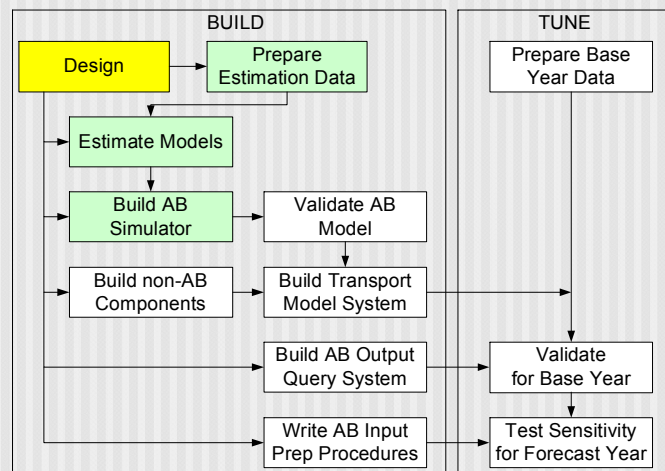 BUILD
TUNE
Design
Prepare
Estimation Data
Prepare Base
Year Data
Estimate Models
Build AB
Simulator
Validate AB
Model
Build non-AB
Components
Build Transport
Model System
Build AB Output
Query System
Validate
for Base Year
Write AB Input
Prep Procedures
Test Sensitivity
for Forecast Year